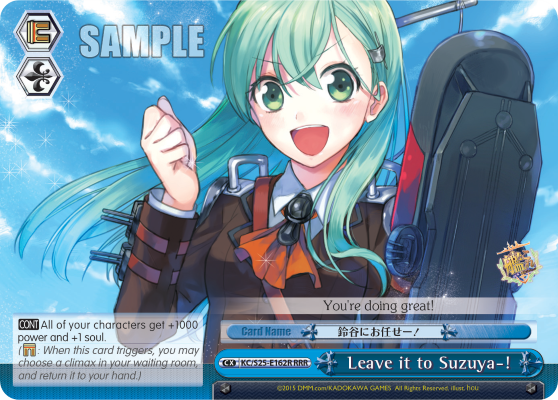 SAMPLE
You're doing great!
Card Name 鈴谷にお任せー!
CONT All of your characters get +1000
power and +1 soul.
( : When this card triggers, you may
choose a climax in your waiting room,
and return it to your hand.)
CX KC/S25-E162R RRR Leave it to Suzuya-!
©2015 DMM.com/KADOKAWA GAMES All Rights Reserved. illust. hou